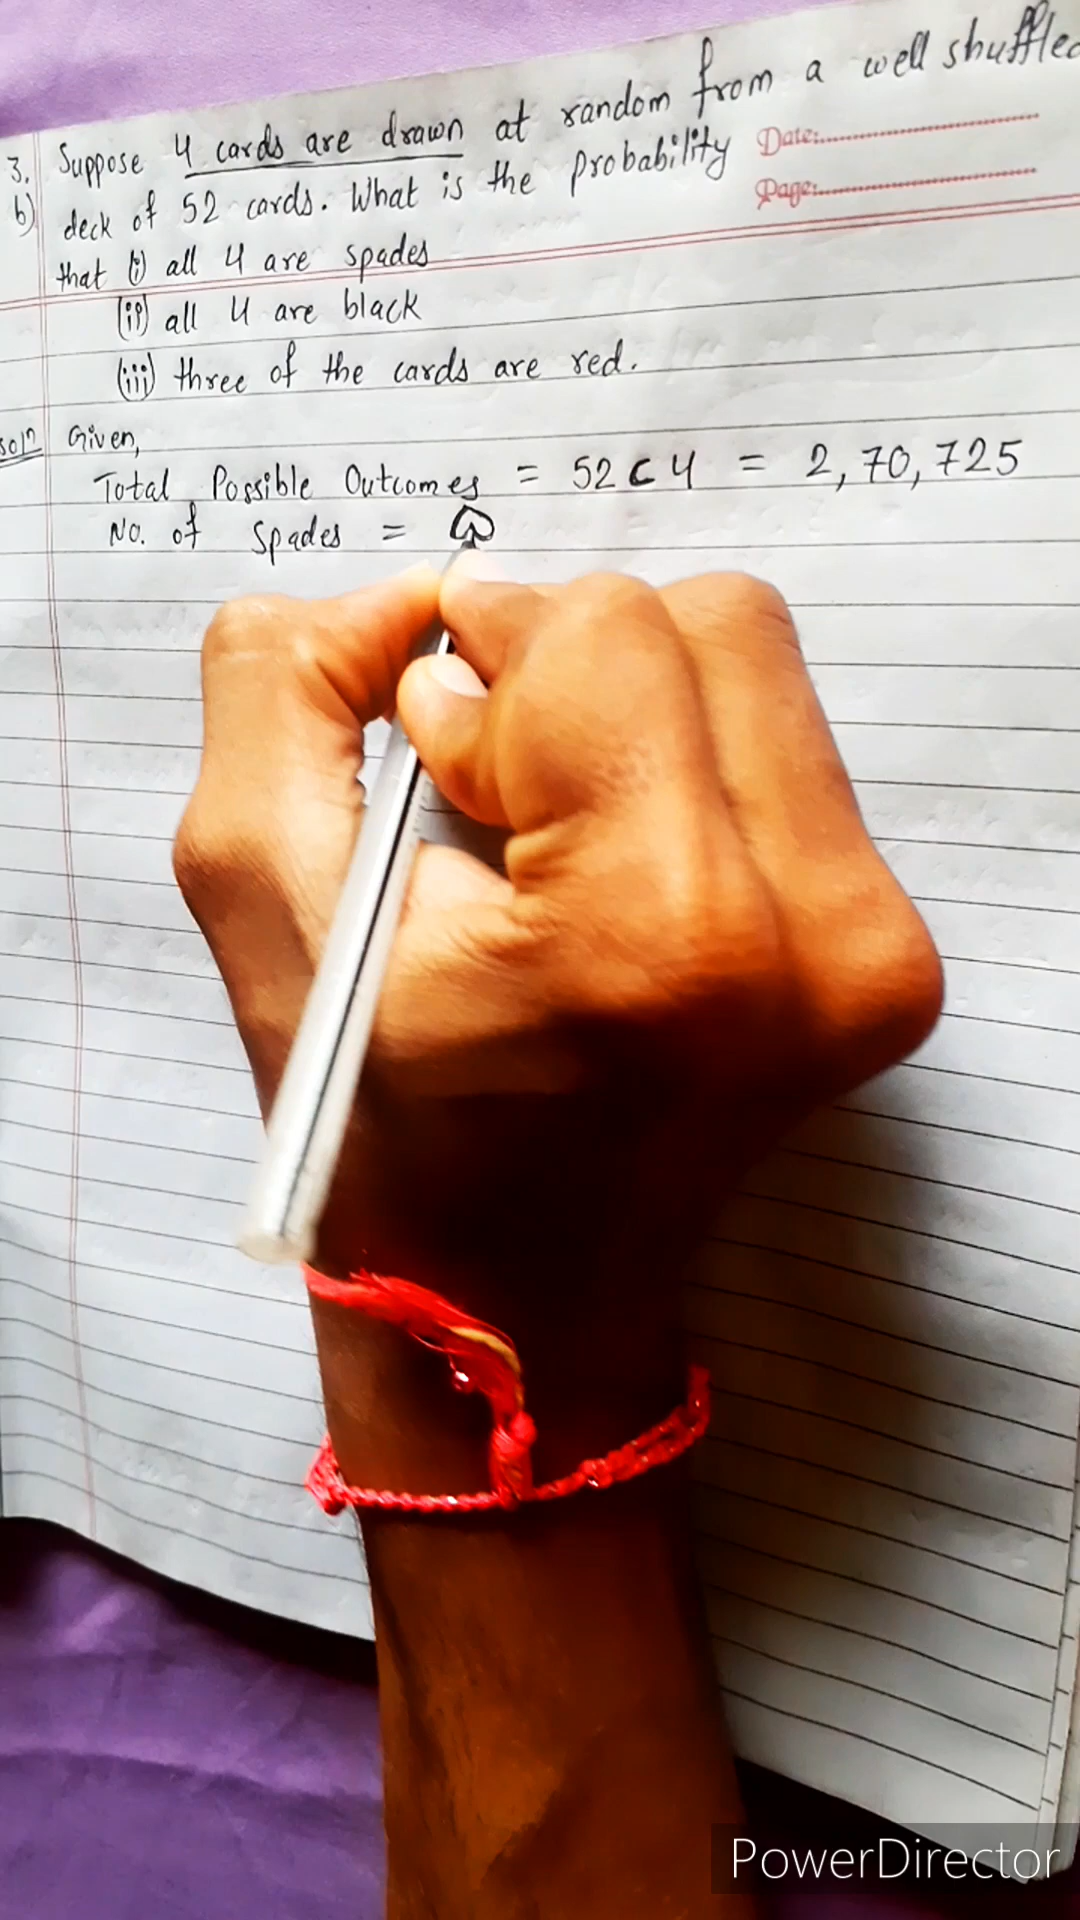 3. Suppose 4 cards are drawn at random from a well shuffled
b) deck of 52 cards. What is the probability
Date:
Page:
that (i) all 4 are spades
(ii) all 4 are black
(iii) three of the cards are red.
Soln Given,
Total Possible Outcomes = 52 C 4 = 2,70,725
No. of Spades = ♤
PowerDirector